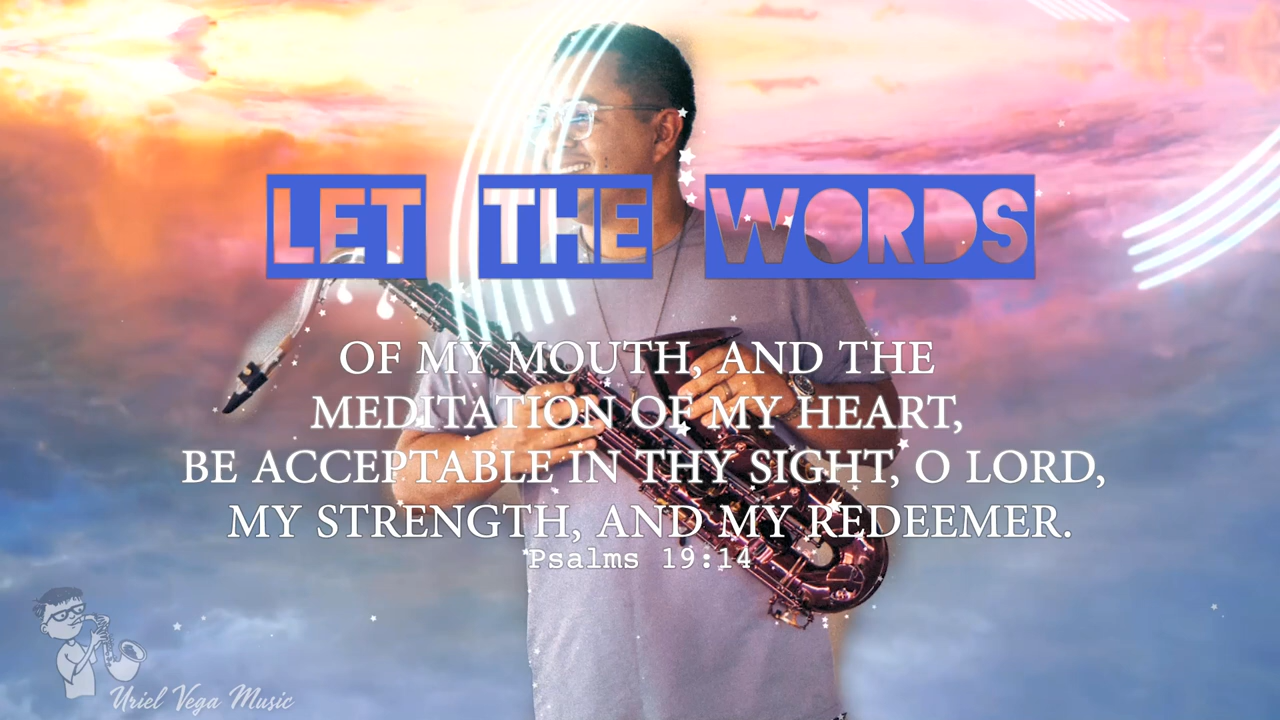 LET THE WORDS
OF MY MOUTH, AND THE
MEDITATION OF MY HEART,
BE ACCEPTABLE IN THY SIGHT, O LORD,
MY STRENGTH, AND MY REDEEMER.
Psalms 19:14
Uriel Vega Music